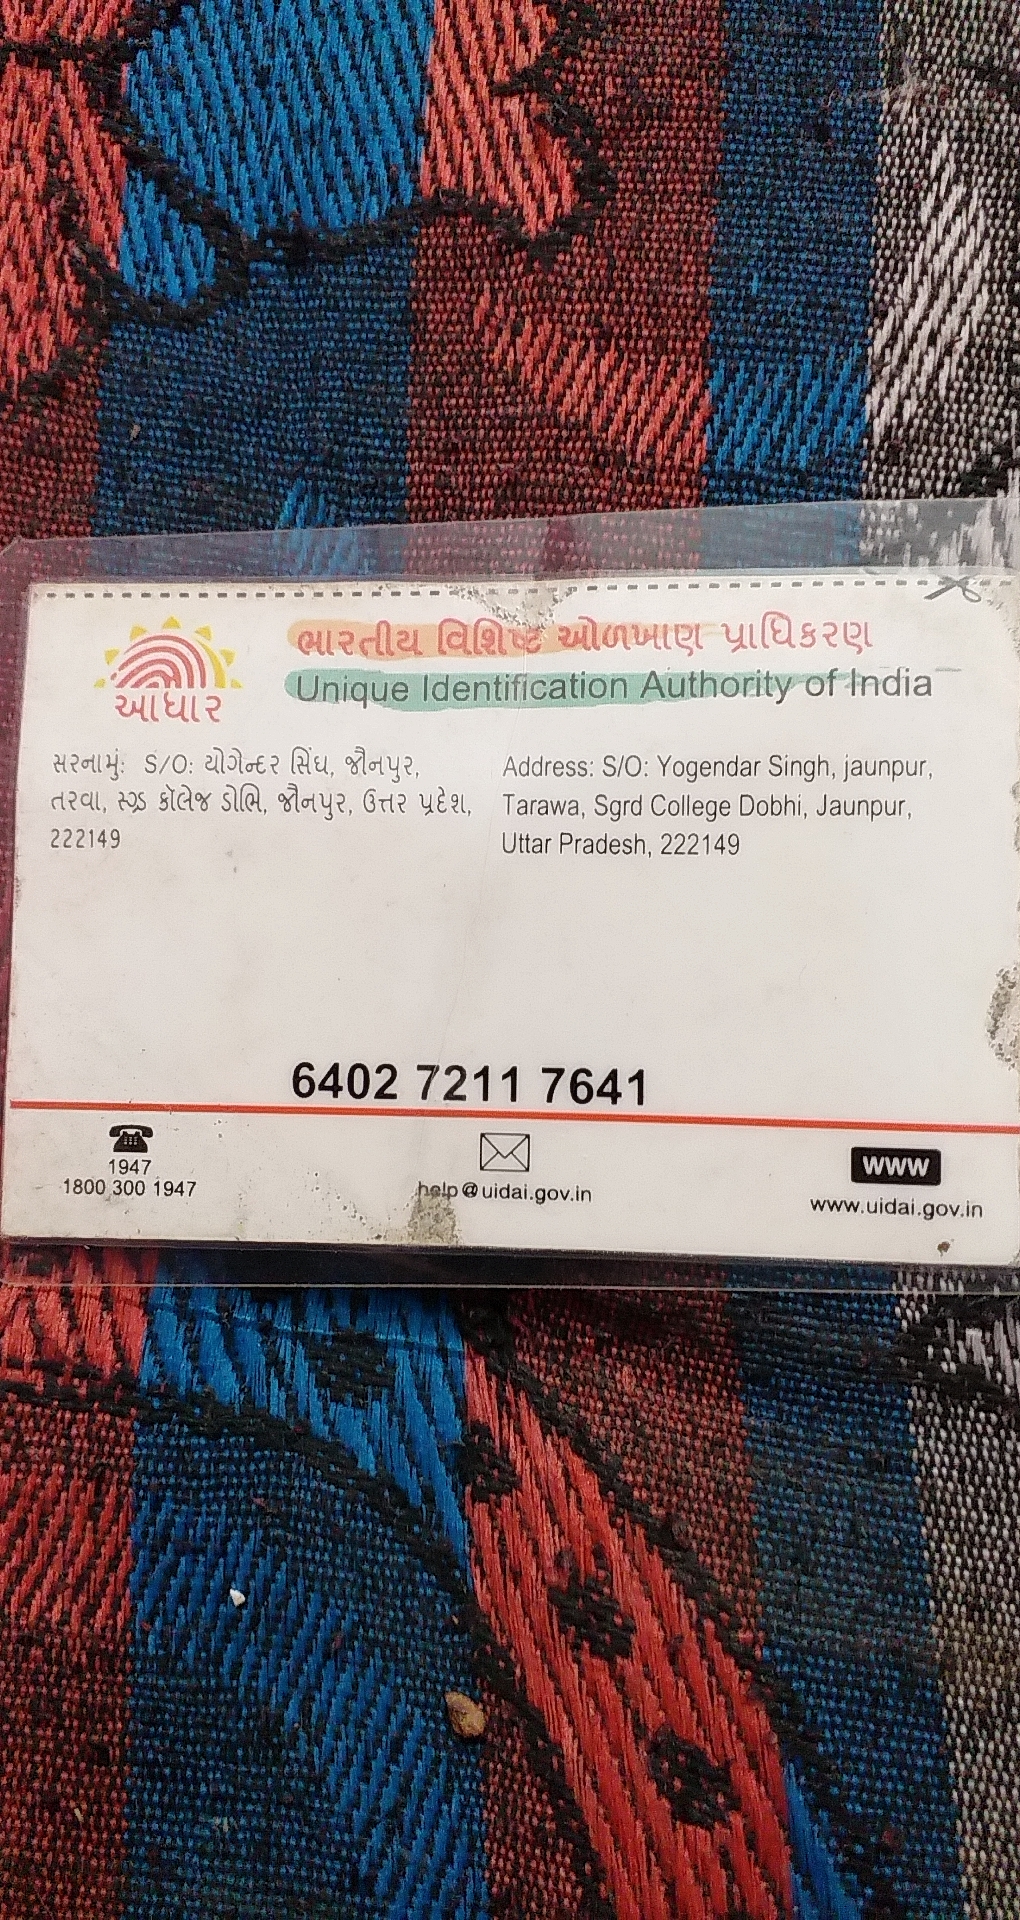 ભારતીય વિશિષ્ટ ઓળખાણ પ્રાધિકરણ
Unique Identification Authority of India
આધાર
સરનામું: S/O: યોગેન્દર સિંઘ, જૌનપુર,
તરવા, સ્ગ્ર્ડ કૉલેજ ડોભિ, જૌનપુર, ઉત્તર પ્રદેશ,
222149
Address: S/O: Yogendar Singh, jaunpur,
Tarawa, Sgrd College Dobhi, Jaunpur,
Uttar Pradesh, 222149
6402 7211 7641
1947
1800 300 1947
help@uidai.gov.in
www
www.uidai.gov.in